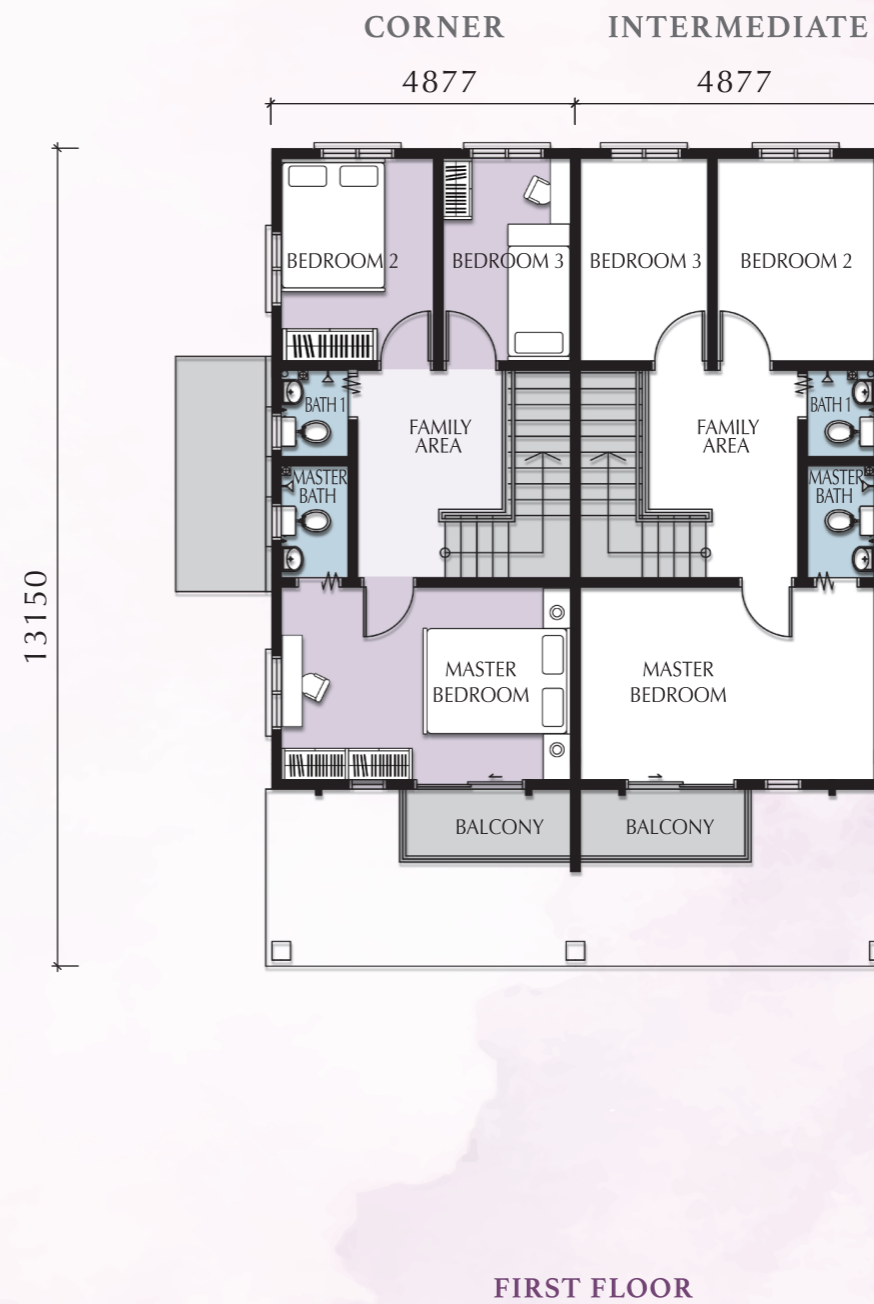 CORNER
INTERMEDIATE
4877
4877
BEDROOM 2
BEDROOM 3
BEDROOM 3
BEDROOM 2
BATH 1
FAMILY
AREA
FAMILY
AREA
BATH 1
MASTER
BATH
MASTER
BATH
13150
MASTER
BEDROOM
MASTER
BEDROOM
BALCONY
BALCONY
FIRST FLOOR